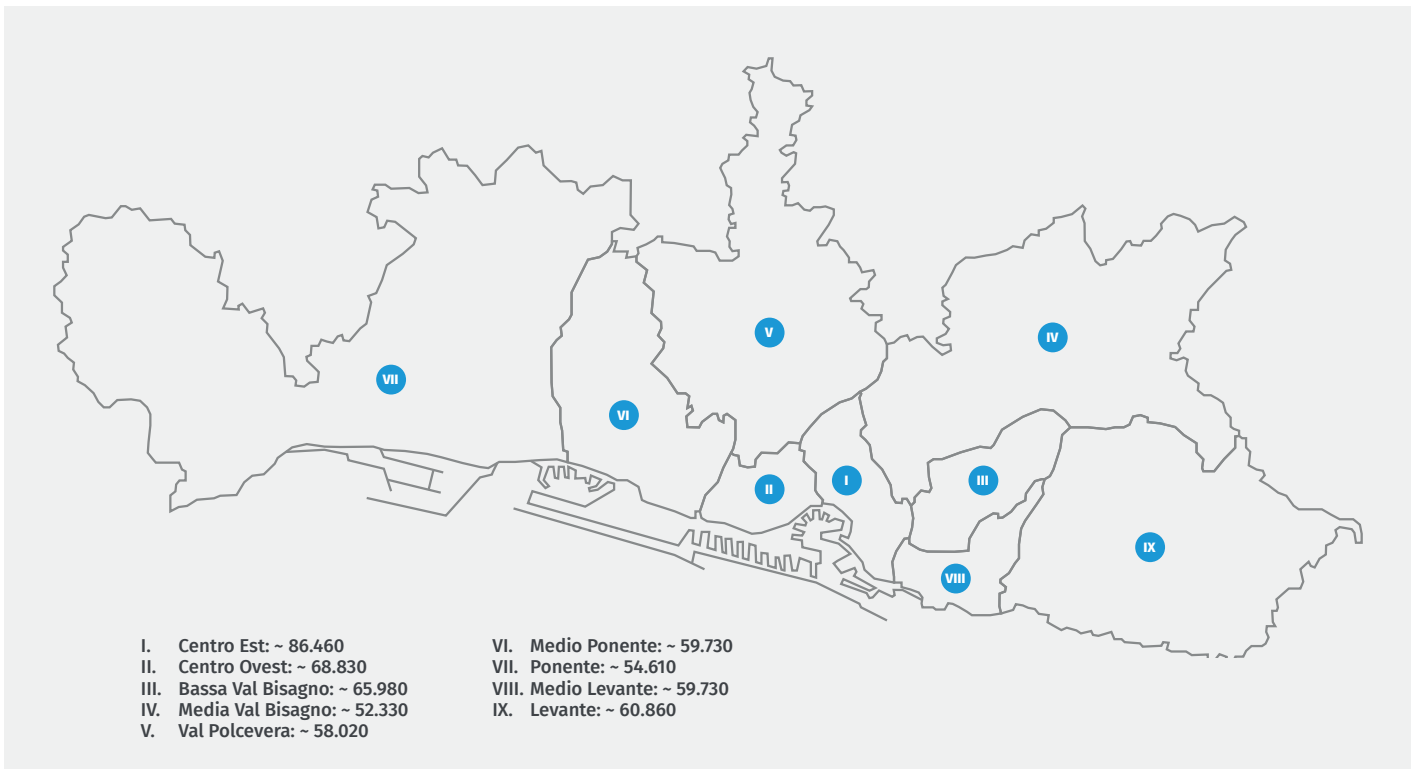 V
IV
VII
VI
II
I
III
IX
VIII
I. Centro Est: ~ 86.460
II. Centro Ovest: ~ 68.830
III. Bassa Val Bisagno: ~ 65.980
IV. Media Val Bisagno: ~ 52.330
V. Val Polcevera: ~ 58.020
VI. Medio Ponente: ~ 59.730
VII. Ponente: ~ 54.610
VIII. Medio Levante: ~ 59.730
IX. Levante: ~ 60.860